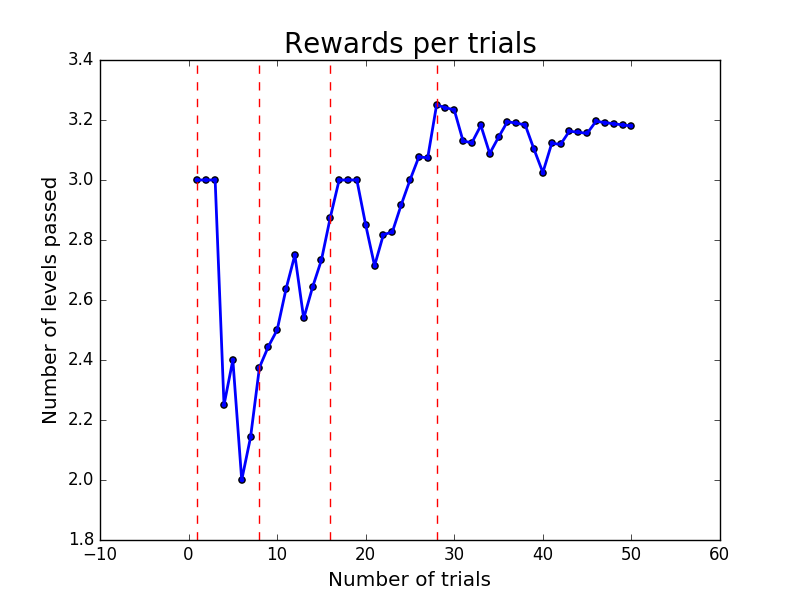 Rewards per trials
3.4
3.2
3.0
2.8
2.6
2.4
2.2
2.0
1.8
Number of levels passed
−10 0 10 20 30 40 50 60
Number of trials